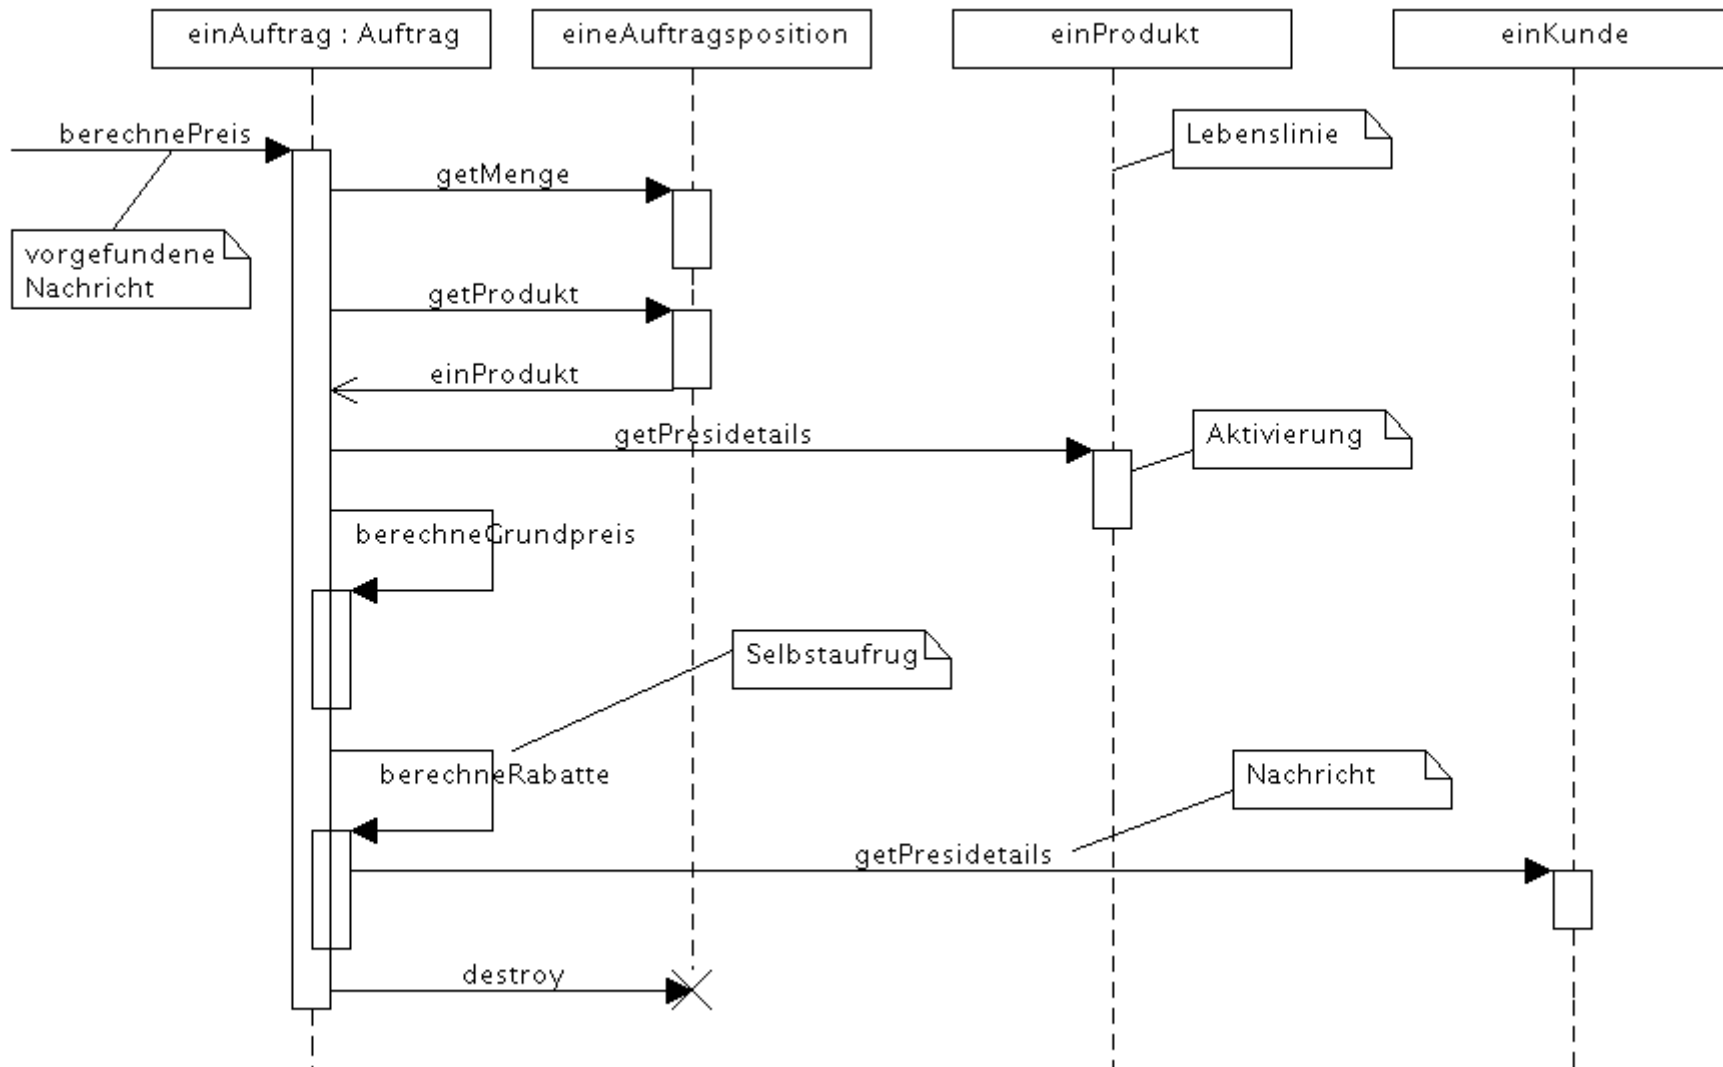 einAuftrag : Auftrag
eineAuftragsposition
einProdukt
einKunde
berechnePreis
Lebenslinie
getMenge
vorgefundene
Nachricht
getProdukt
einProdukt
getPresidetails
Aktivierung
berechneGrundpreis
Selbstaufrug
berechneRabatte
Nachricht
getPresidetails
destroy